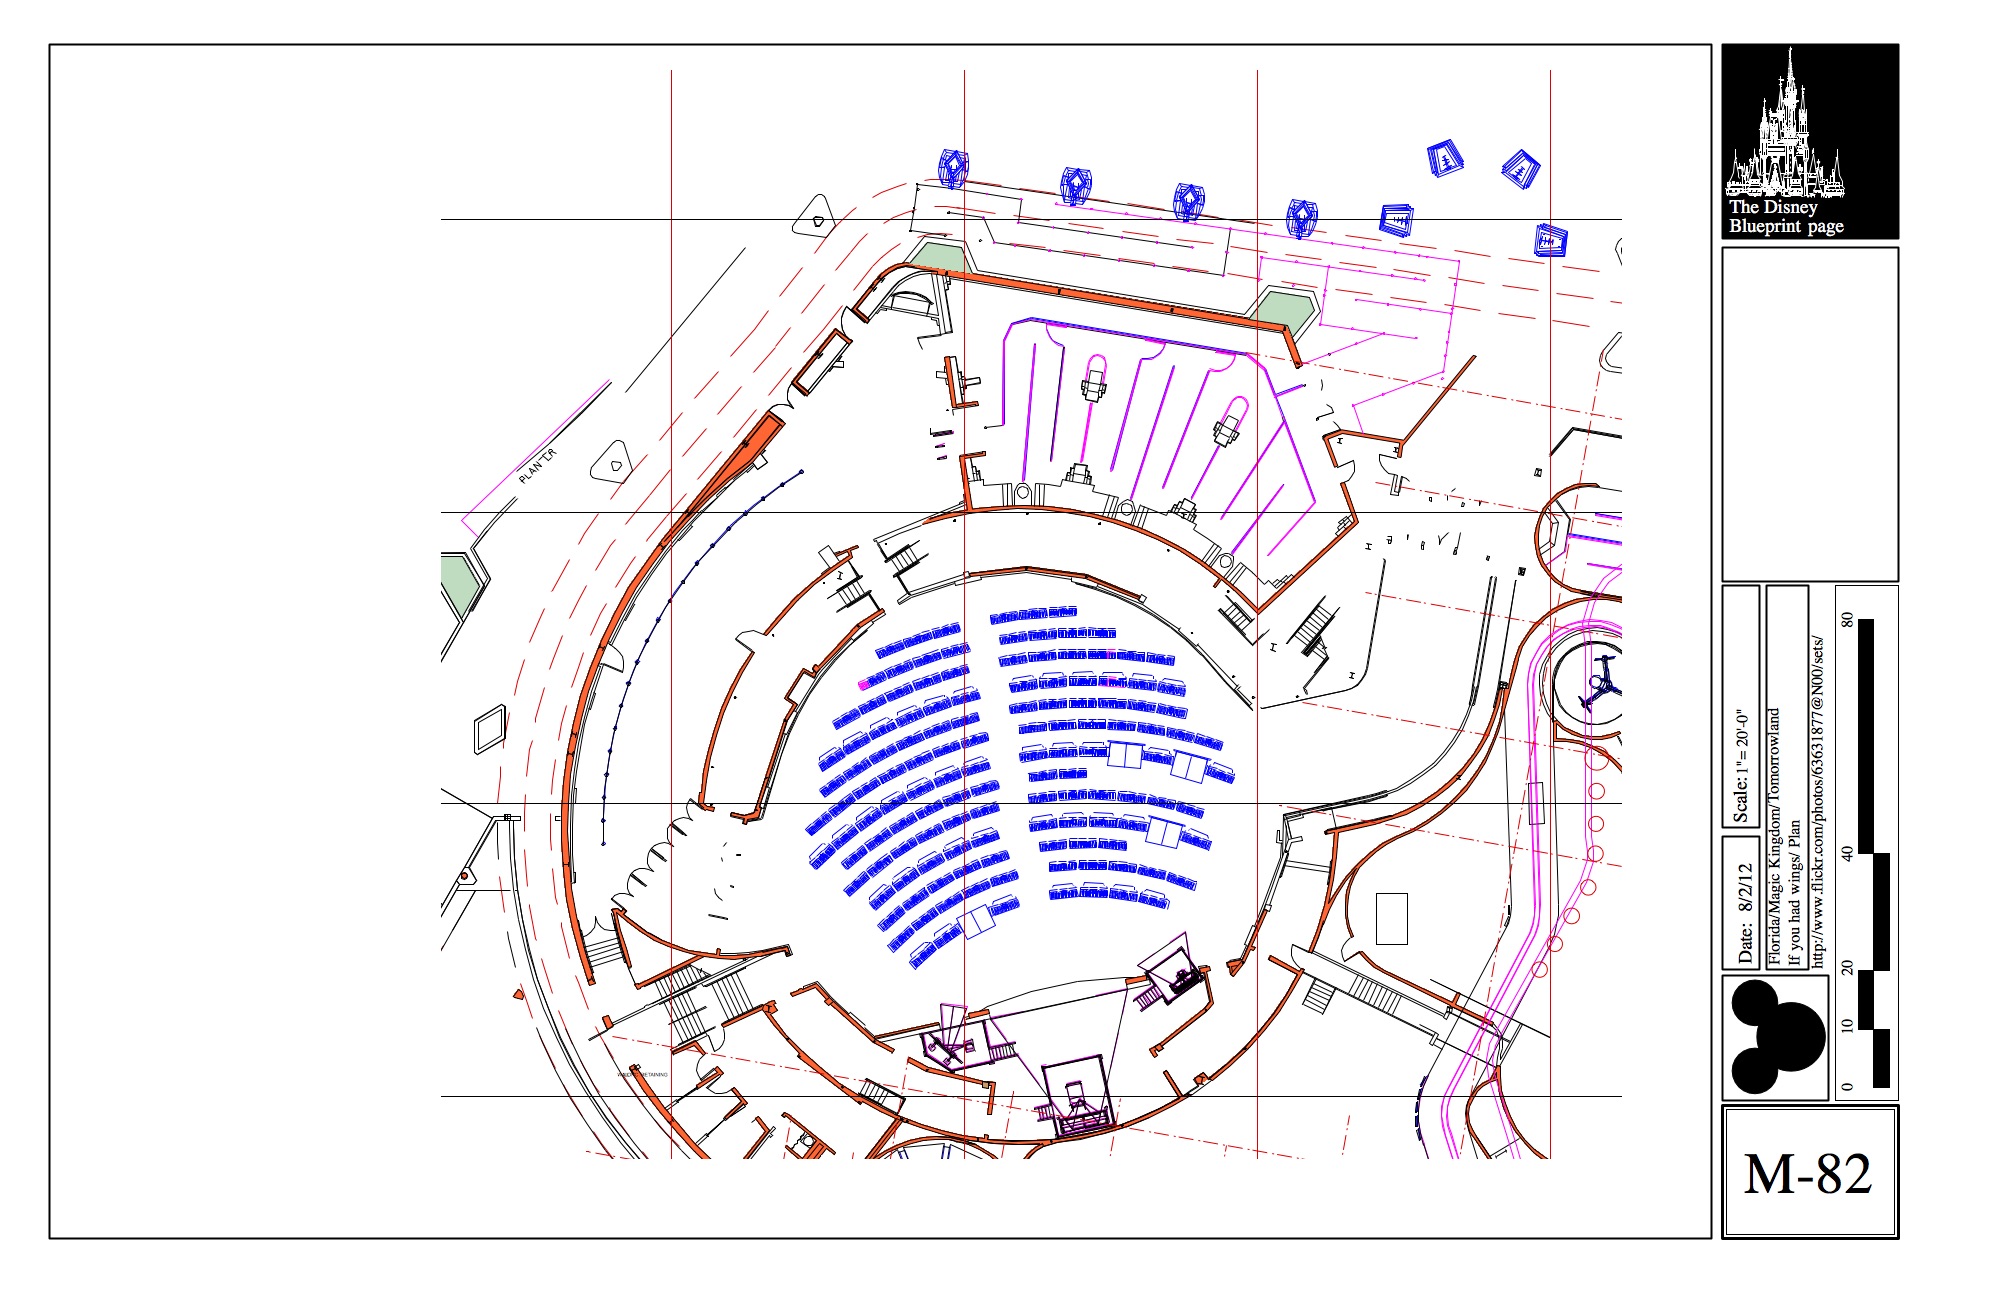 The Disney
Blueprint page
PLANTER
WALL RETAINING
Scale: 1"= 20'-0"
Date: 8/2/12
Florida/Magic Kingdom/Tomorrowland
If you had wings/ Plan
http://www.flickr.com/photos/63631877@N00/sets/
80
40
20
10
0
M-82